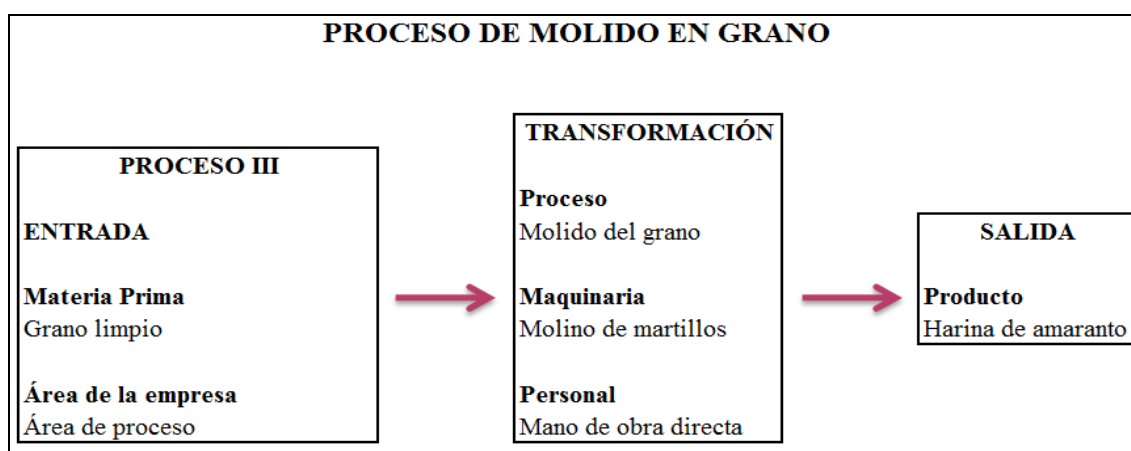 PROCESO DE MOLIDO EN GRANO
PROCESO III
ENTRADA
Materia Prima
Grano limpio
Área de la empresa
Área de proceso
TRANSFORMACIÓN
Proceso
Molido del grano
Maquinaria
Molino de martillos
Personal
Mano de obra directa
SALIDA
Producto
Harina de amaranto